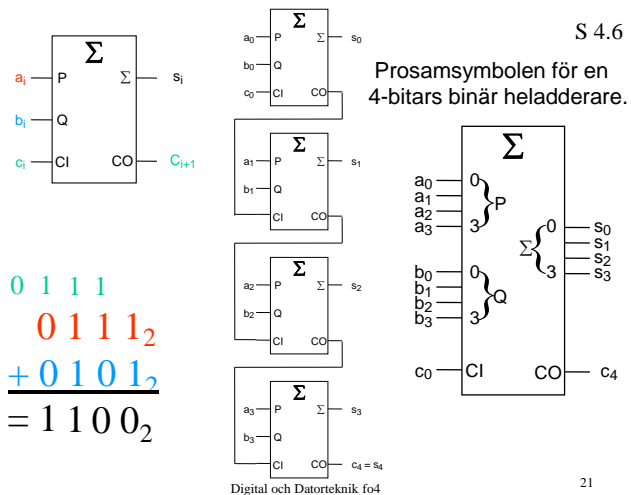 S 4.6
Prosamsymbolen för en
4-bitars binär heladderare.
Σ
aᵢ P Σ sᵢ
bᵢ Q
cᵢ CI CO Cᵢ₊₁
0 1 1 1
0 1 1 1₂
+ 0 1 0 1₂
= 1 1 0 0₂
Σ
a₀ P Σ s₀
b₀ Q
c₀ CI CO
Σ
a₁ P Σ s₁
b₁ Q
CI CO
Σ
a₂ P Σ s₂
b₂ Q
CI CO
Σ
a₃ P Σ s₃
b₃ Q
CI CO c₄ = s₄
Σ
a₀ 0
a₁ P
a₂
a₃ 3
Σ 0 s₀
s₁
s₂
3 s₃
b₀ 0
b₁ Q
b₂
b₃ 3
c₀ CI CO c₄
Digital och Datorteknik fo4
21